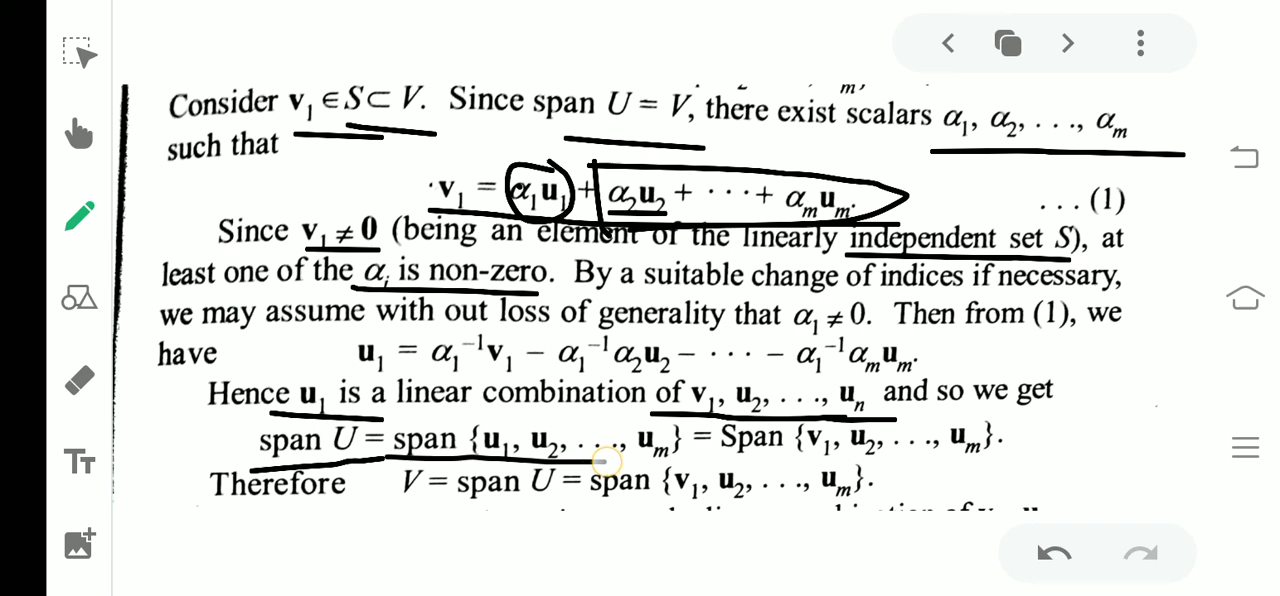 m,
Consider v₁ ∈ S ⊂ V. Since span U = V, there exist scalars α₁, α₂, . . ., αₘ
such that
v₁ = α₁u₁ + α₂u₂ + · · · + αₘuₘ. . . . (1)
Since v₁ ≠ 0 (being an element of the linearly independent set S), at
least one of the αᵢ is non-zero. By a suitable change of indices if necessary,
we may assume with out loss of generality that α₁ ≠ 0. Then from (1), we
have u₁ = α₁⁻¹v₁ − α₁⁻¹α₂u₂ − · · · − α₁⁻¹αₘuₘ.
Hence u₁ is a linear combination of v₁, u₂, . . ., uₙ and so we get
span U = span {u₁, u₂, . . ., uₘ} = Span {v₁, u₂, . . ., uₘ}.
Therefore V = span U = span {v₁, u₂, . . ., uₘ}.
Tт